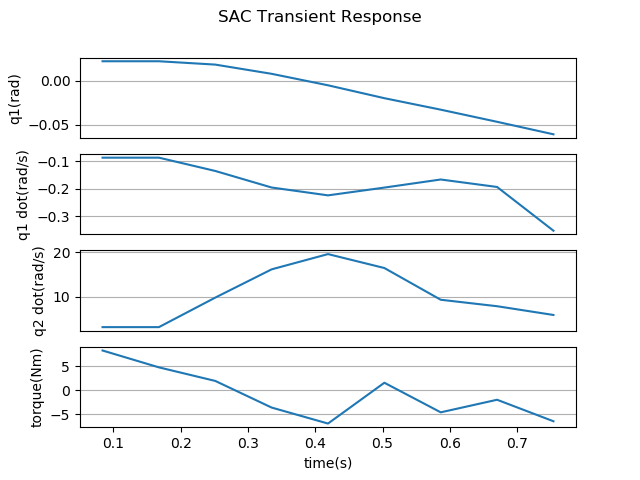 SAC Transient Response
q1(rad)
0.00
−0.05
q1 dot(rad/s)
−0.1
−0.2
−0.3
q2 dot(rad/s)
20
10
torque(Nm)
5
0
−5
0.1 0.2 0.3 0.4 0.5 0.6 0.7
time(s)